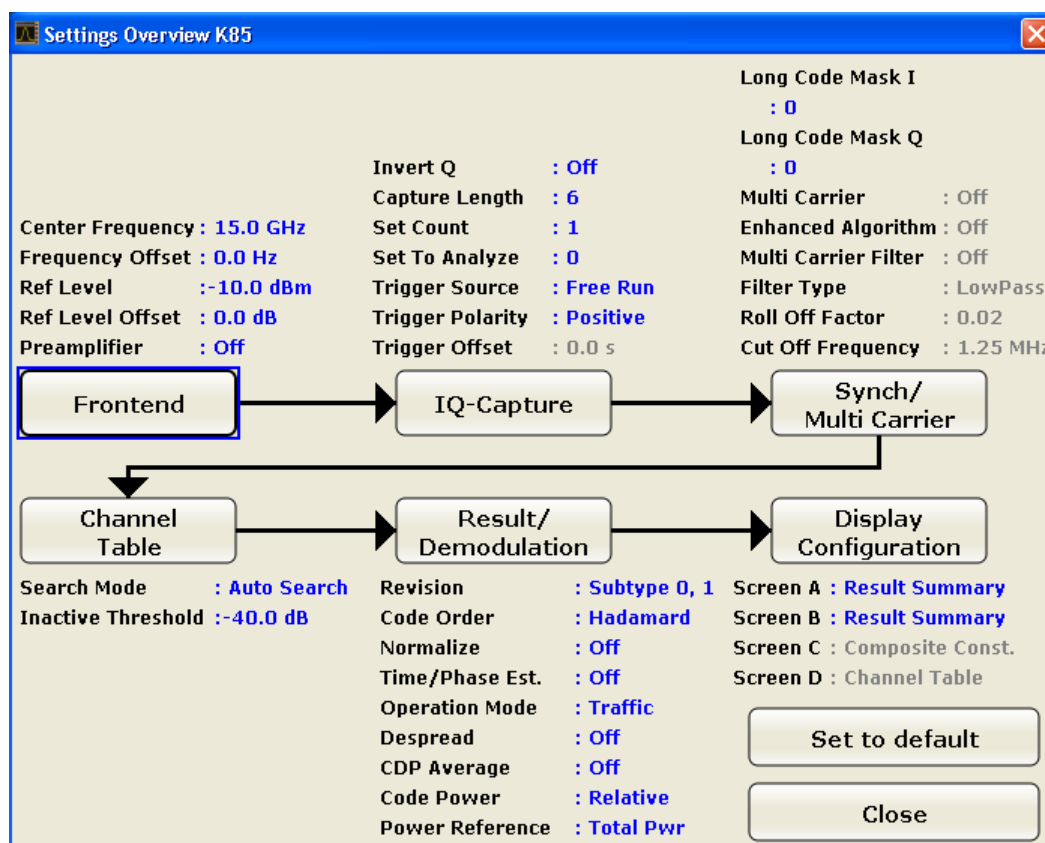 Settings Overview K85
Center Frequency : 15.0 GHz
Frequency Offset : 0.0 Hz
Ref Level :-10.0 dBm
Ref Level Offset : 0.0 dB
Preamplifier : Off
Invert Q : Off
Capture Length : 6
Set Count : 1
Set To Analyze : 0
Trigger Source : Free Run
Trigger Polarity : Positive
Trigger Offset : 0.0 s
Long Code Mask I
: 0
Long Code Mask Q
: 0
Multi Carrier : Off
Enhanced Algorithm : Off
Multi Carrier Filter : Off
Filter Type : LowPass
Roll Off Factor : 0.02
Cut Off Frequency : 1.25 MHz
Frontend
IQ-Capture
Synch/
Multi Carrier
Channel
Table
Result/
Demodulation
Display
Configuration
Search Mode : Auto Search
Inactive Threshold :-40.0 dB
Revision : Subtype 0, 1
Code Order : Hadamard
Normalize : Off
Time/Phase Est. : Off
Operation Mode : Traffic
Despread : Off
CDP Average : Off
Code Power : Relative
Power Reference : Total Pwr
Screen A : Result Summary
Screen B : Result Summary
Screen C : Composite Const.
Screen D : Channel Table
Set to default
Close